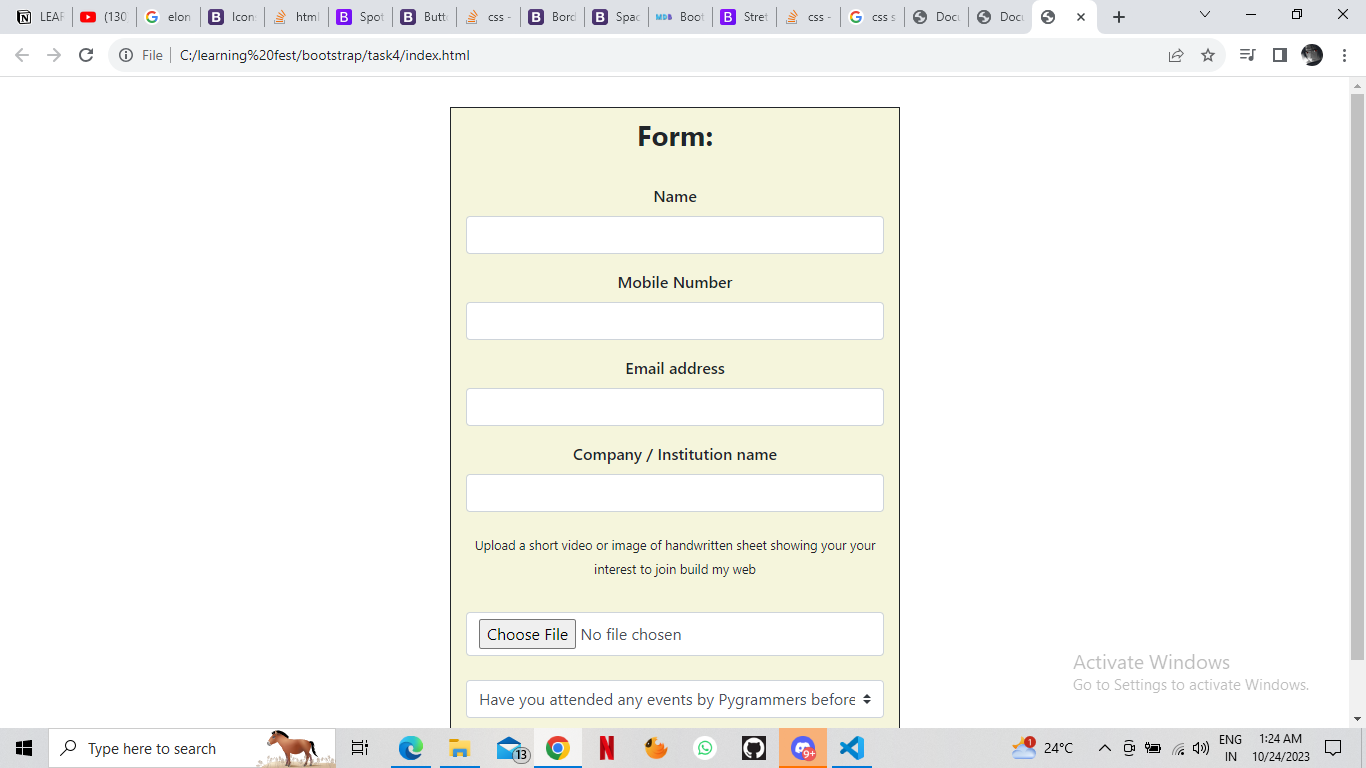 LEAF
(130
elon
Icons
html
Spot
Butt
css -
Bord
Spac
MDB Boot
Stret
css -
css s
Docu
Docu
File C:/learning%20fest/bootstrap/task4/index.html
Form:
Name
Mobile Number
Email address
Company / Institution name
Upload a short video or image of handwritten sheet showing your your
interest to join build my web
Choose File No file chosen
Have you attended any events by Pygrammers before
Activate Windows
Go to Settings to activate Windows.
Type here to search
13
9+
1
24°C
ENG
IN
1:24 AM
10/24/2023